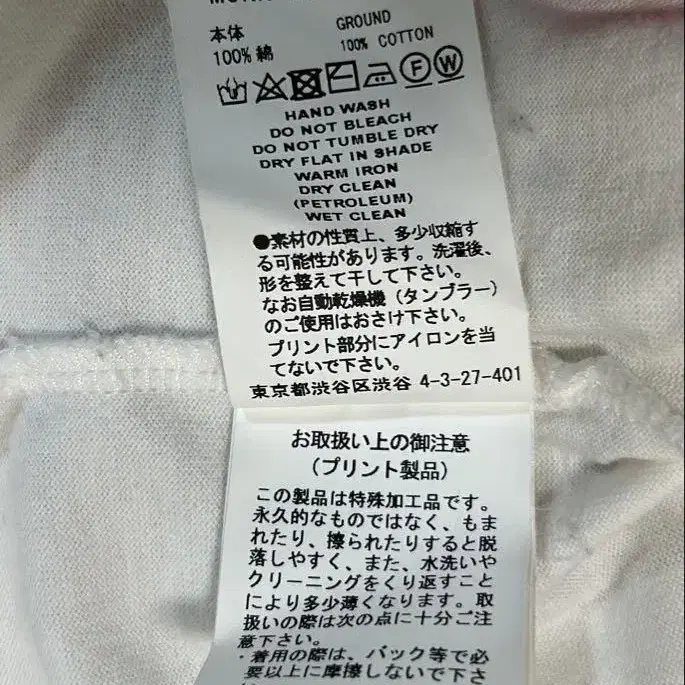 本体
100% 綿
GROUND
100% COTTON
F W
HAND WASH
DO NOT BLEACH
DO NOT TUMBLE DRY
DRY FLAT IN SHADE
WARM IRON
DRY CLEAN
(PETROLEUM)
WET CLEAN
●素材の性質上、多少収縮す
る可能性があります。洗濯後、
形を整えて干して下さい。
なお自動乾燥機（タンブラー）
のご使用はおさけ下さい。
プリント部分にアイロンを当
てないで下さい。
東京都渋谷区渋谷 4-3-27-401
お取扱い上の御注意
（プリント製品）
この製品は特殊加工品です。
永久的なものではなく、もま
れたり、擦られたりすると脱
落しやすく、また、水洗いや
クリーニングをくり返すこと
により多少薄くなります。取
扱いの際は次の点に十分ご注
意下さい。
・着用の際は、バック等で必
要以上に摩擦しないで下さ